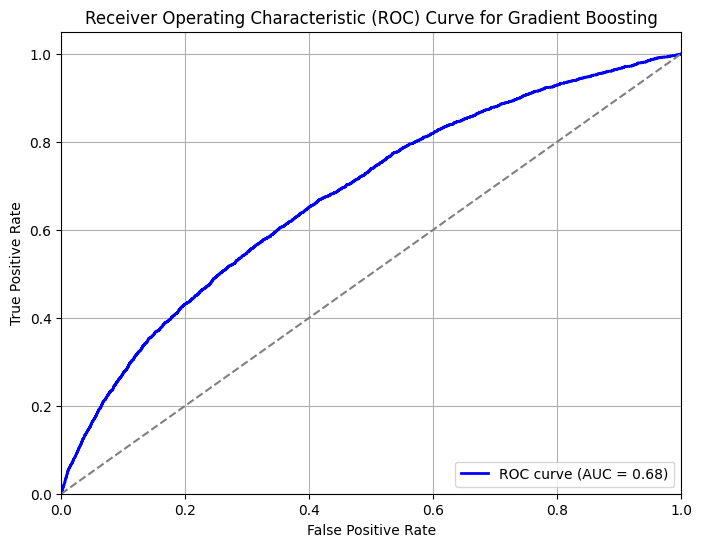 Receiver Operating Characteristic (ROC) Curve for Gradient Boosting
1.0
0.8
0.6
0.4
0.2
0.0
True Positive Rate
0.0 0.2 0.4 0.6 0.8 1.0
False Positive Rate
ROC curve (AUC = 0.68)